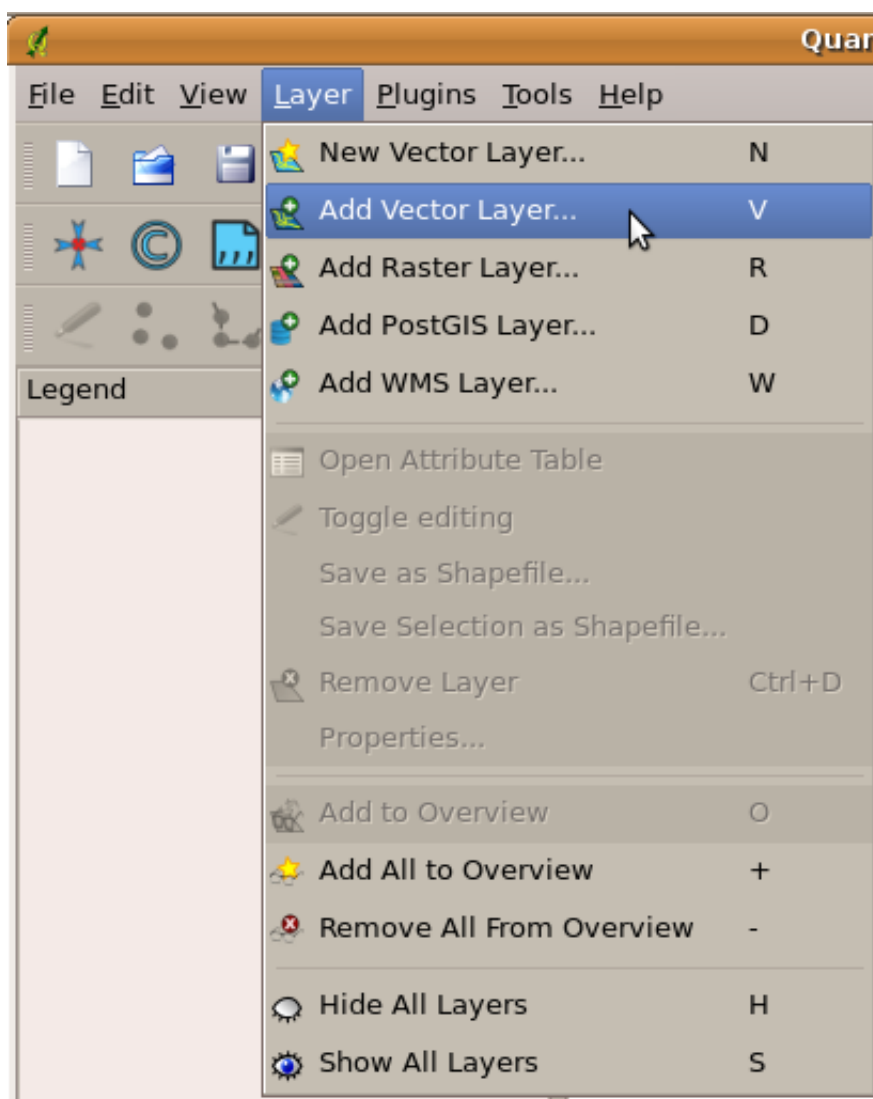 Quan
File Edit View Layer Plugins Tools Help
New Vector Layer... N
Add Vector Layer... V
Add Raster Layer... R
Add PostGIS Layer... D
Add WMS Layer... W
Legend
Open Attribute Table
Toggle editing
Save as Shapefile...
Save Selection as Shapefile...
Remove Layer Ctrl+D
Properties...
Add to Overview O
Add All to Overview +
Remove All From Overview -
Hide All Layers H
Show All Layers S